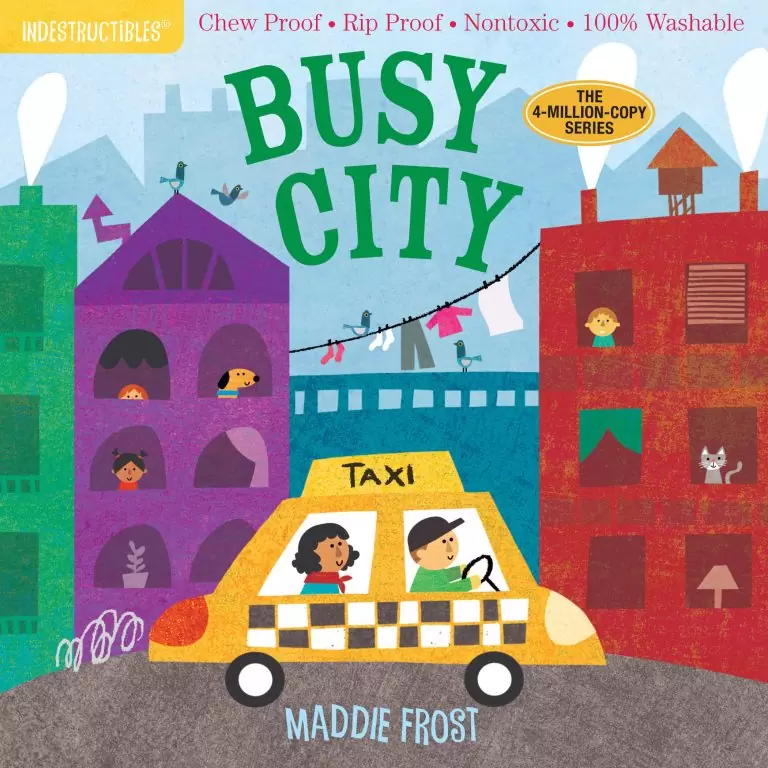 INDESTRUCTIBLES®
Chew Proof • Rip Proof • Nontoxic • 100% Washable
BUSY
CITY
THE
4-MILLION-COPY
SERIES
TAXI
MADDIE FROST